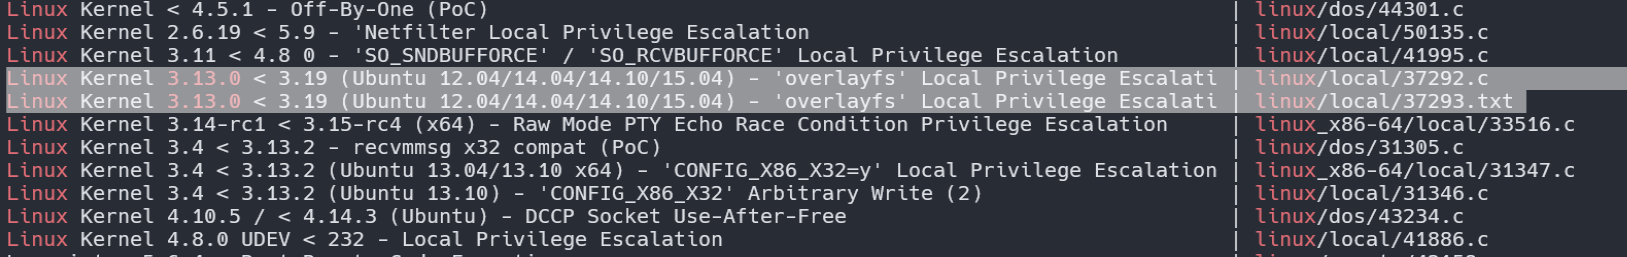 Linux Kernel < 4.5.1 - Off-By-One (PoC) | linux/dos/44301.c
Linux Kernel 2.6.19 < 5.9 - 'Netfilter Local Privilege Escalation | linux/local/50135.c
Linux Kernel 3.11 < 4.8 0 - 'SO_SNDBUFFORCE' / 'SO_RCVBUFFORCE' Local Privilege Escalation | linux/local/41995.c
Linux Kernel 3.13.0 < 3.19 (Ubuntu 12.04/14.04/14.10/15.04) - 'overlayfs' Local Privilege Escalati | linux/local/37292.c
Linux Kernel 3.13.0 < 3.19 (Ubuntu 12.04/14.04/14.10/15.04) - 'overlayfs' Local Privilege Escalati | linux/local/37293.txt
Linux Kernel 3.14-rc1 < 3.15-rc4 (x64) - Raw Mode PTY Echo Race Condition Privilege Escalation | linux_x86-64/local/33516.c
Linux Kernel 3.4 < 3.13.2 - recvmmsg x32 compat (PoC) | linux/dos/31305.c
Linux Kernel 3.4 < 3.13.2 (Ubuntu 13.04/13.10 x64) - 'CONFIG_X86_X32=y' Local Privilege Escalation | linux_x86-64/local/31347.c
Linux Kernel 3.4 < 3.13.2 (Ubuntu 13.10) - 'CONFIG_X86_X32' Arbitrary Write (2) | linux/local/31346.c
Linux Kernel 4.10.5 / < 4.14.3 (Ubuntu) - DCCP Socket Use-After-Free | linux/dos/43234.c
Linux Kernel 4.8.0 UDEV < 232 - Local Privilege Escalation | linux/local/41886.c